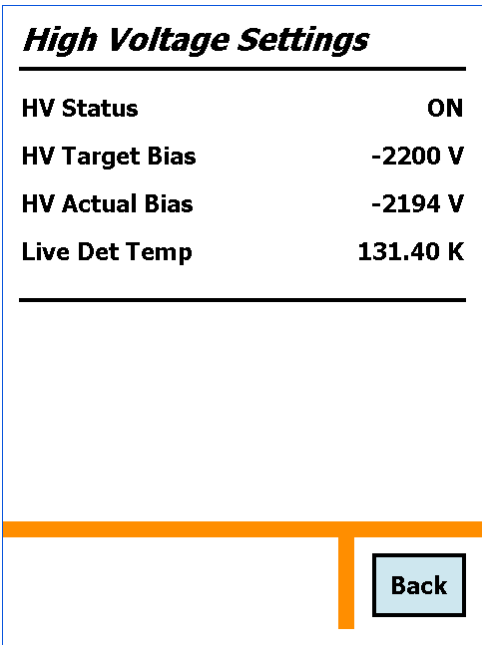 High Voltage Settings
HV Status ON
HV Target Bias -2200 V
HV Actual Bias -2194 V
Live Det Temp 131.40 K
Back